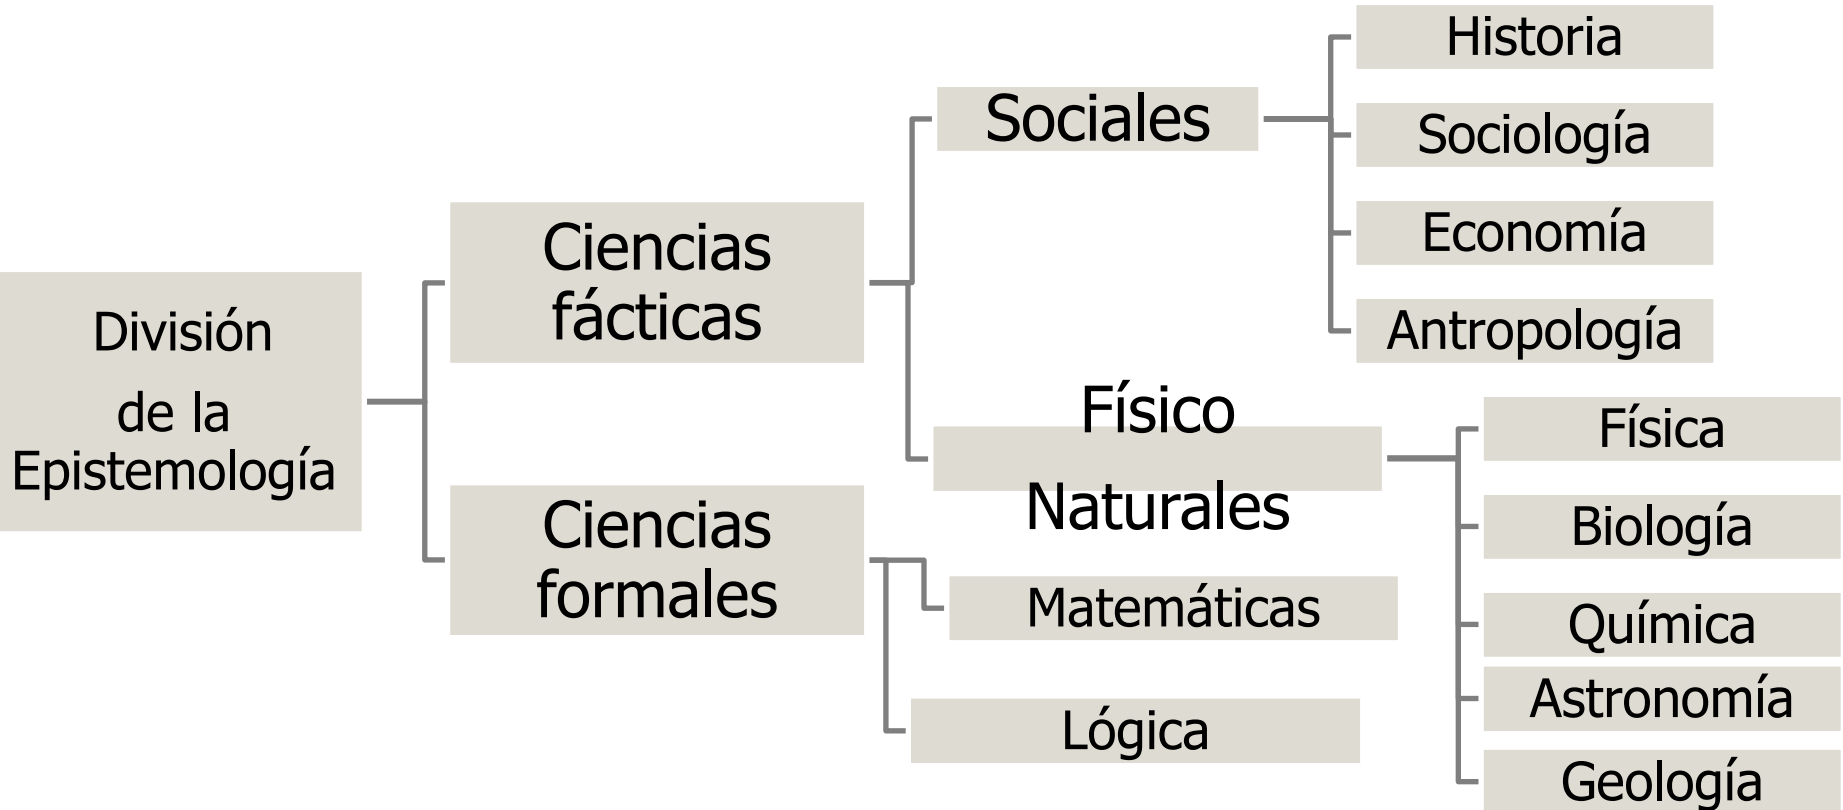 División
de la
Epistemología
Ciencias
fácticas
Sociales
Historia
Sociología
Economía
Antropología
Físico
Naturales
Física
Biología
Química
Astronomía
Geología
Ciencias
formales
Matemáticas
Lógica